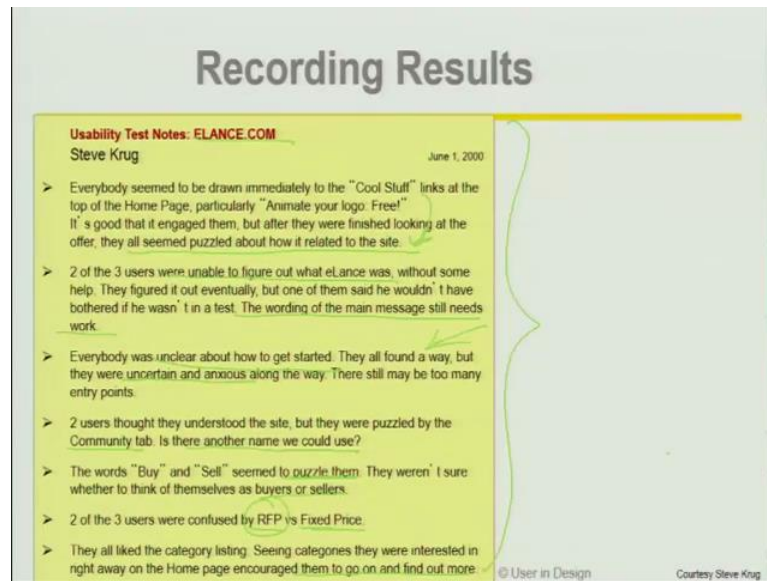 Recording Results
Usability Test Notes: ELANCE.COM
Steve Krug
June 1, 2000
➢ Everybody seemed to be drawn immediately to the "Cool Stuff" links at the
top of the Home Page, particularly "Animate your logo: Free!"
It's good that it engaged them, but after they were finished looking at the
offer, they all seemed puzzled about how it related to the site.
➢ 2 of the 3 users were unable to figure out what eLance was, without some
help. They figured it out eventually, but one of them said he wouldn't have
bothered if he wasn't in a test. The wording of the main message still needs
work.
➢ Everybody was unclear about how to get started. They all found a way, but
they were uncertain and anxious along the way. There still may be too many
entry points.
➢ 2 users thought they understood the site, but they were puzzled by the
Community tab. Is there another name we could use?
➢ The words "Buy" and "Sell" seemed to puzzle them. They weren't sure
whether to think of themselves as buyers or sellers.
➢ 2 of the 3 users were confused by RFP vs Fixed Price.
➢ They all liked the category listing. Seeing categories they were interested in
right away on the Home page encouraged them to go on and find out more.
© User in Design
Courtesy Steve Krug